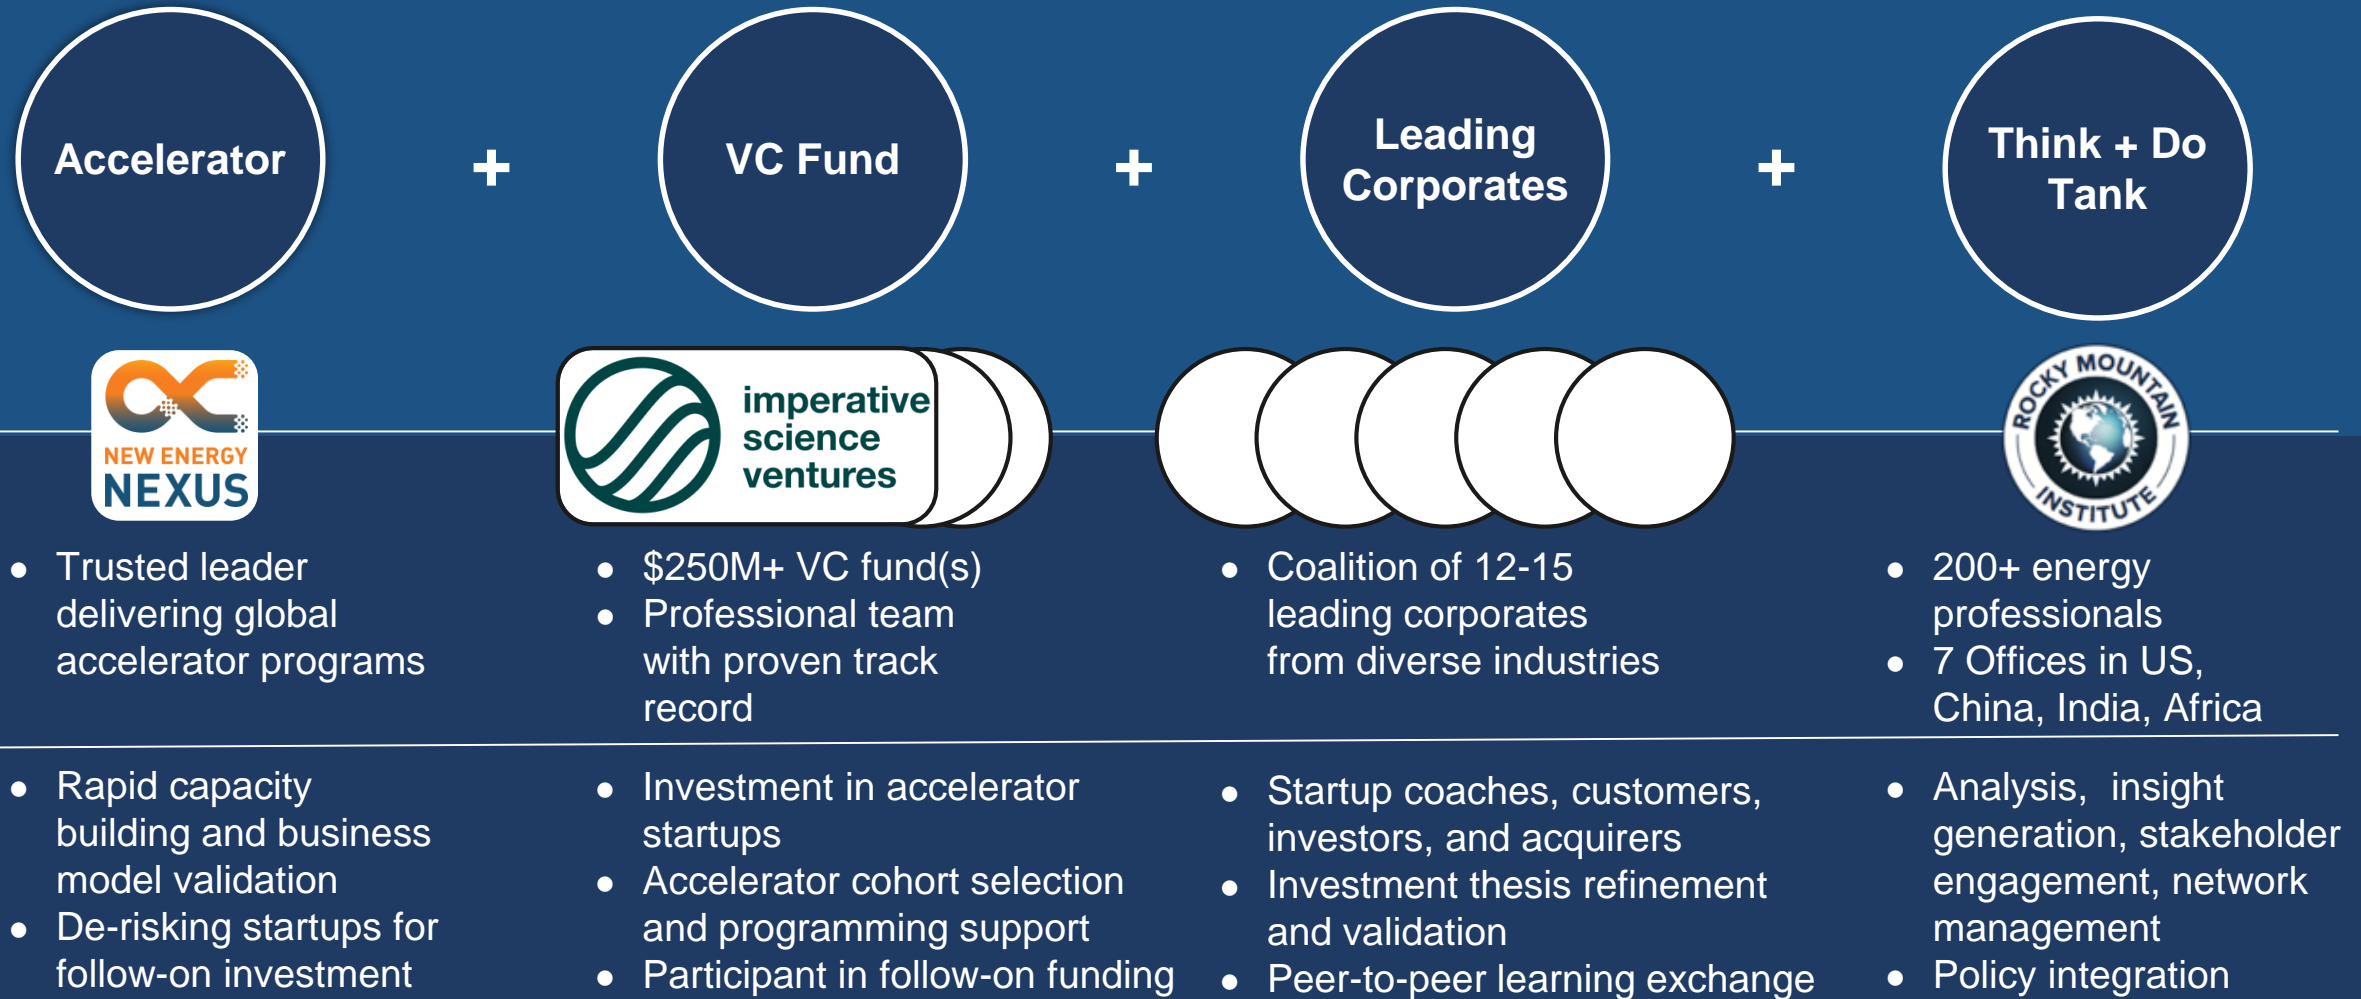 Accelerator
+
VC Fund
+
Leading
Corporates
+
Think + Do
Tank
NEW ENERGY
NEXUS
imperative
science
ventures
ROCKY MOUNTAIN
INSTITUTE
● Trusted leader
delivering global
accelerator programs
● $250M+ VC fund(s)
● Professional team
with proven track
record
● Coalition of 12-15
leading corporates
from diverse industries
● 200+ energy
professionals
● 7 Offices in US,
China, India, Africa
● Rapid capacity
building and business
model validation
● De-risking startups for
follow-on investment
● Investment in accelerator
startups
● Accelerator cohort selection
and programming support
● Participant in follow-on funding
● Startup coaches, customers,
investors, and acquirers
● Investment thesis refinement
and validation
● Peer-to-peer learning exchange
● Analysis, insight
generation, stakeholder
engagement, network
management
● Policy integration